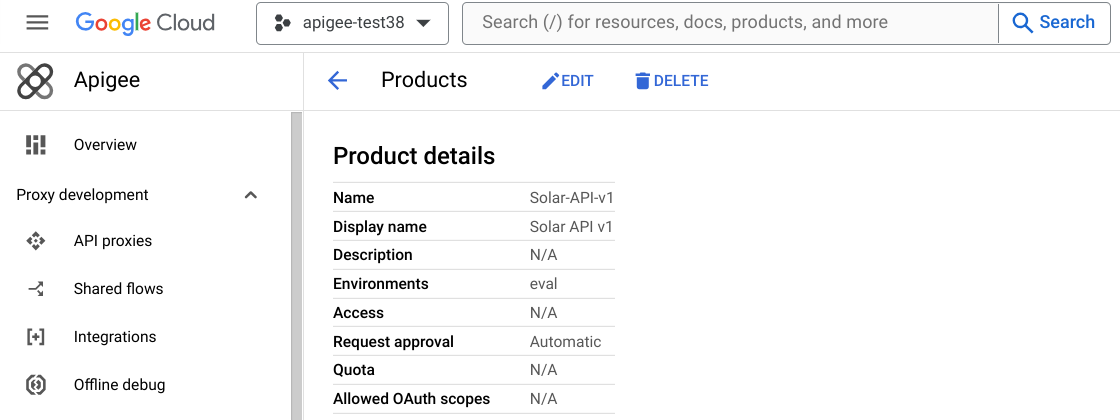 Google Cloud
apigee-test38
Search (/) for resources, docs, products, and more
Search
Apigee
Products
EDIT
DELETE
Overview
Proxy development
API proxies
Shared flows
Integrations
Offline debug
Product details
Name Solar-API-v1
Display name Solar API v1
Description N/A
Environments eval
Access N/A
Request approval Automatic
Quota N/A
Allowed OAuth scopes N/A